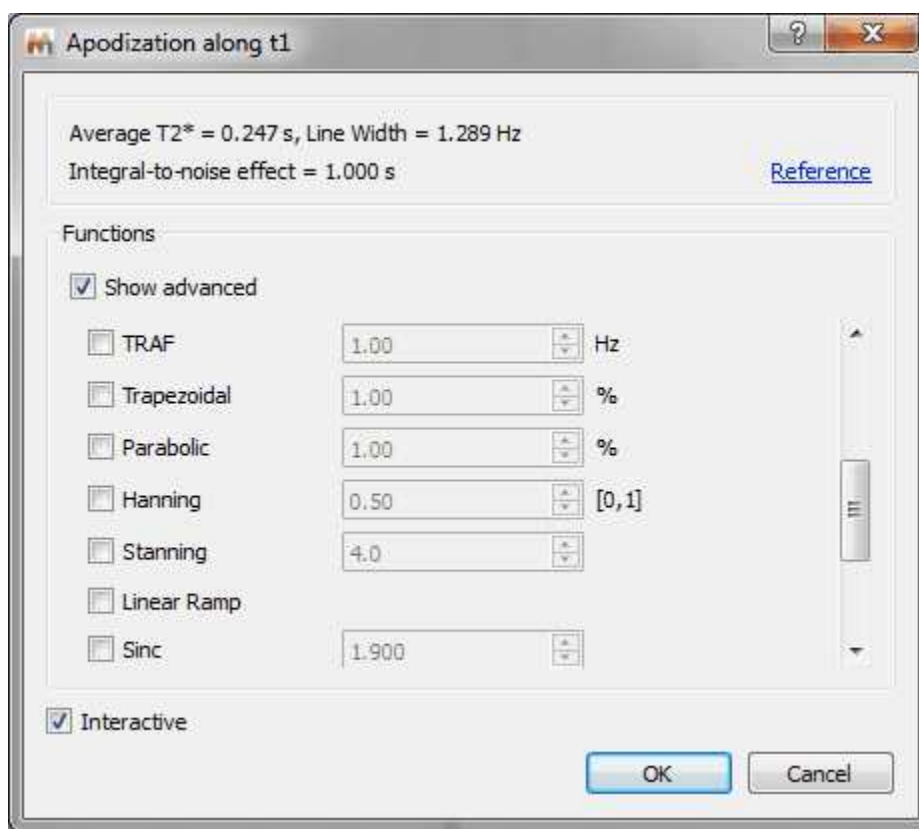 Apodization along t1
Average T2* = 0.247 s, Line Width = 1.289 Hz
Integral-to-noise effect = 1.000 s Reference
Functions
Show advanced
TRAF 1.00 Hz
Trapezoidal 1.00 %
Parabolic 1.00 %
Hanning 0.50 [0,1]
Stanning 4.0
Linear Ramp
Sinc 1.900
Interactive
OK Cancel